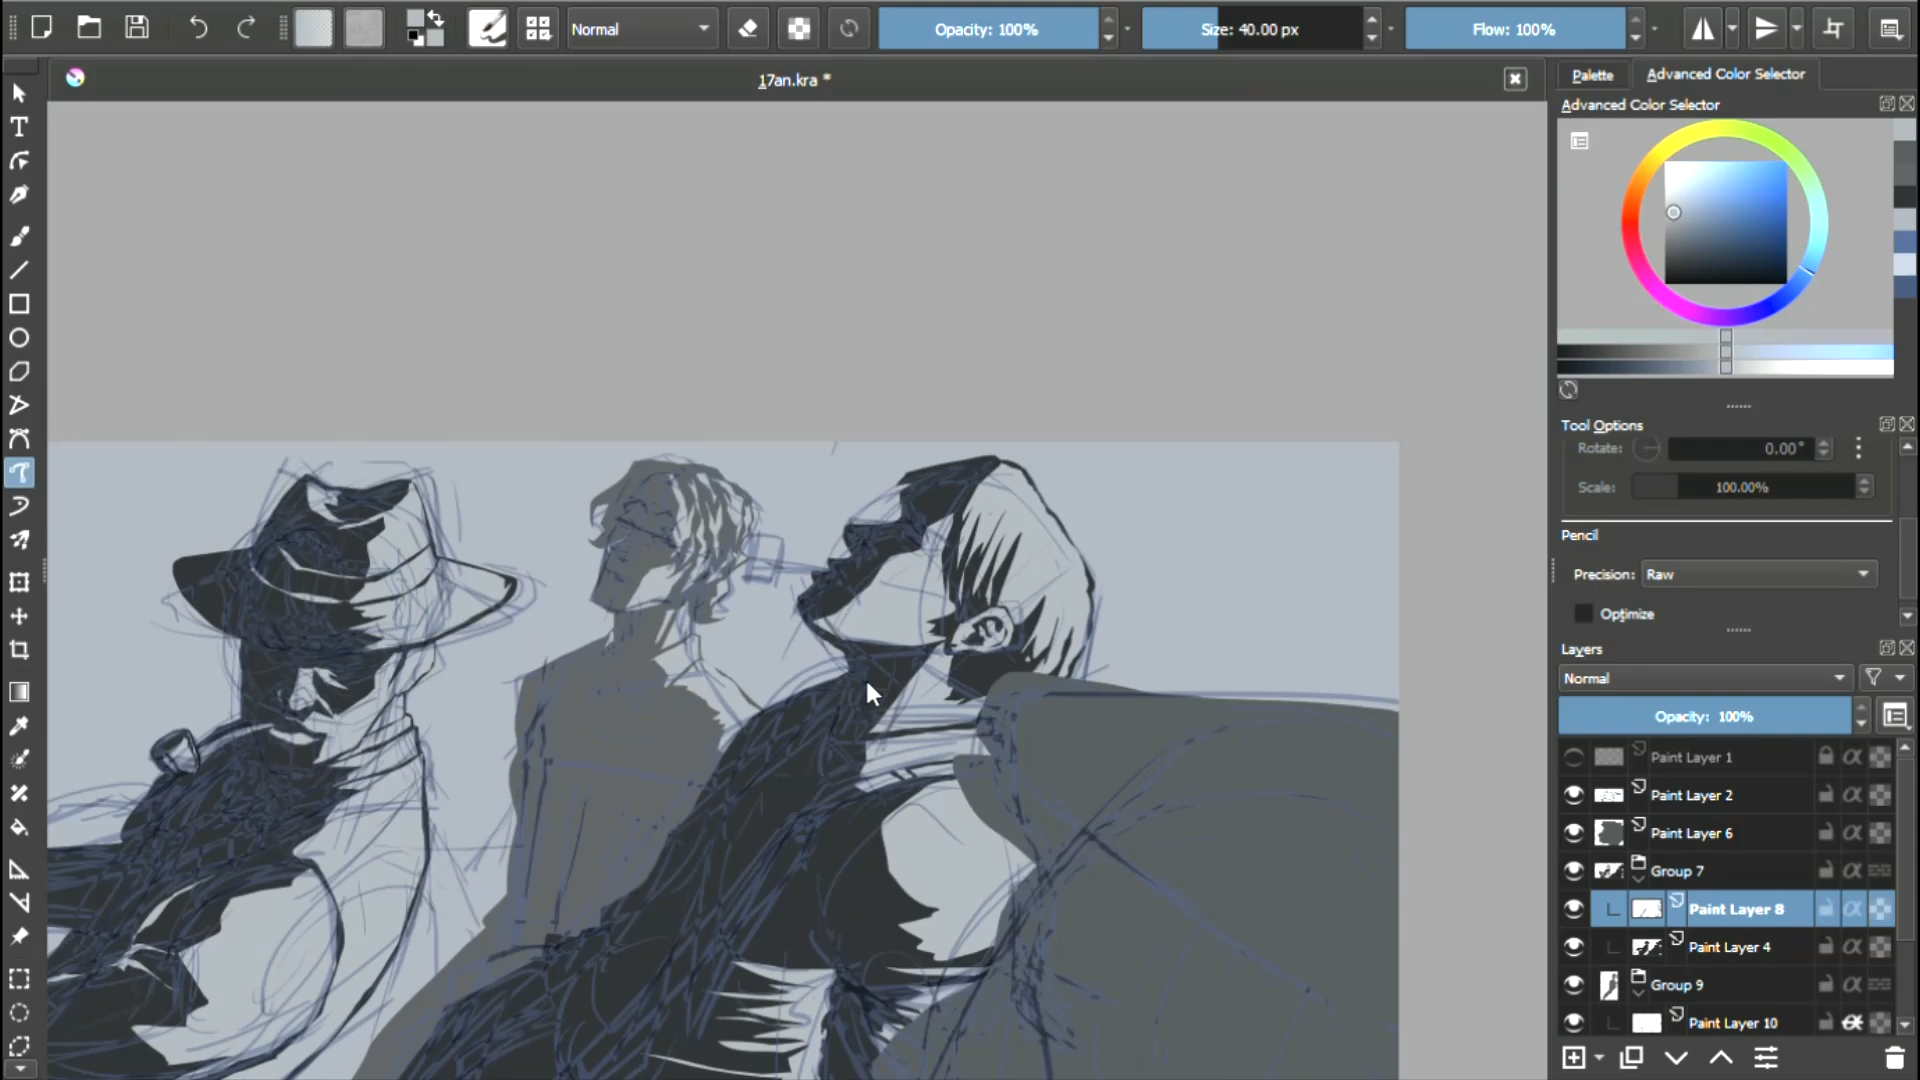 Normal
Opacity: 100%
Size: 40.00 px
Flow: 100%
17an.kra *
Palette
Advanced Color Selector
Advanced Color Selector
Tool Options
Rotate: 0.00°
Scale: 100.00%
Pencil
Precision: Raw
Optimize
Layers
Normal
Opacity: 100%
Paint Layer 1
Paint Layer 2
Paint Layer 6
Group 7
Paint Layer 8
Paint Layer 4
Group 9
Paint Layer 10